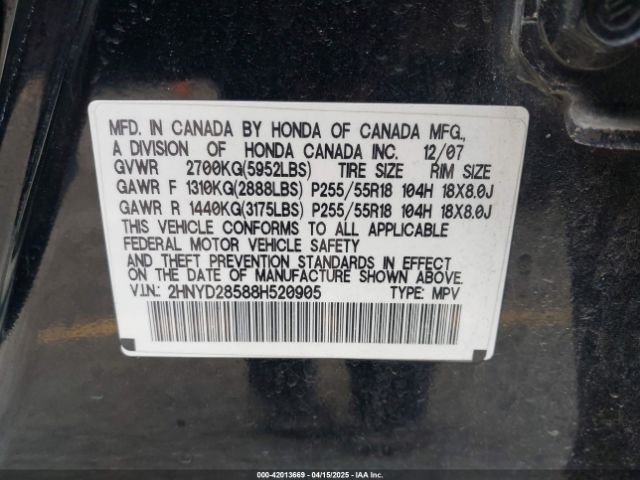 MFD. IN CANADA BY HONDA OF CANADA MFG.,
A DIVISION OF HONDA CANADA INC. 12/07
GVWR 2700KG(5952LBS) TIRE SIZE RIM SIZE
GAWR F 1310KG(2888LBS) P255/55R18 104H 18X8.0J
GAWR R 1440KG(3175LBS) P255/55R18 104H 18X8.0J
THIS VEHICLE CONFORMS TO ALL APPLICABLE
FEDERAL MOTOR VEHICLE SAFETY
AND THEFT PREVENTION STANDARDS IN EFFECT
ON THE DATE OF MANUFACTURE SHOWN ABOVE.
V.I.N.: 2HNYD28588H520905 TYPE: MPV
000-42013669 - 04/15/2025 - IAA Inc.